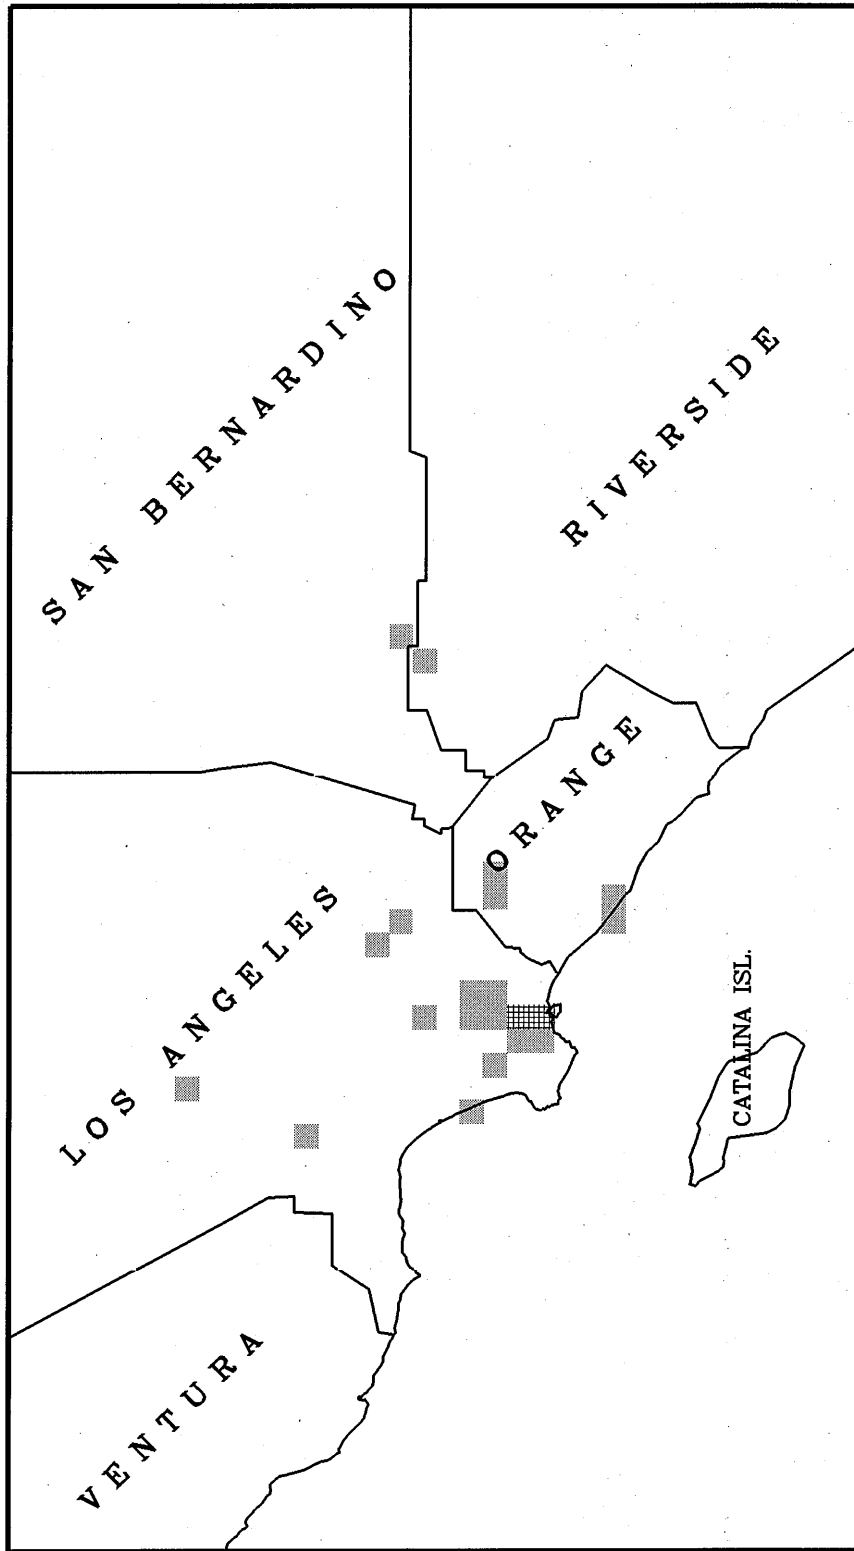 SAN BERNARDINO
RIVERSIDE
ORANGE
LOS ANGELES
CATALINA ISL.
VENTURA